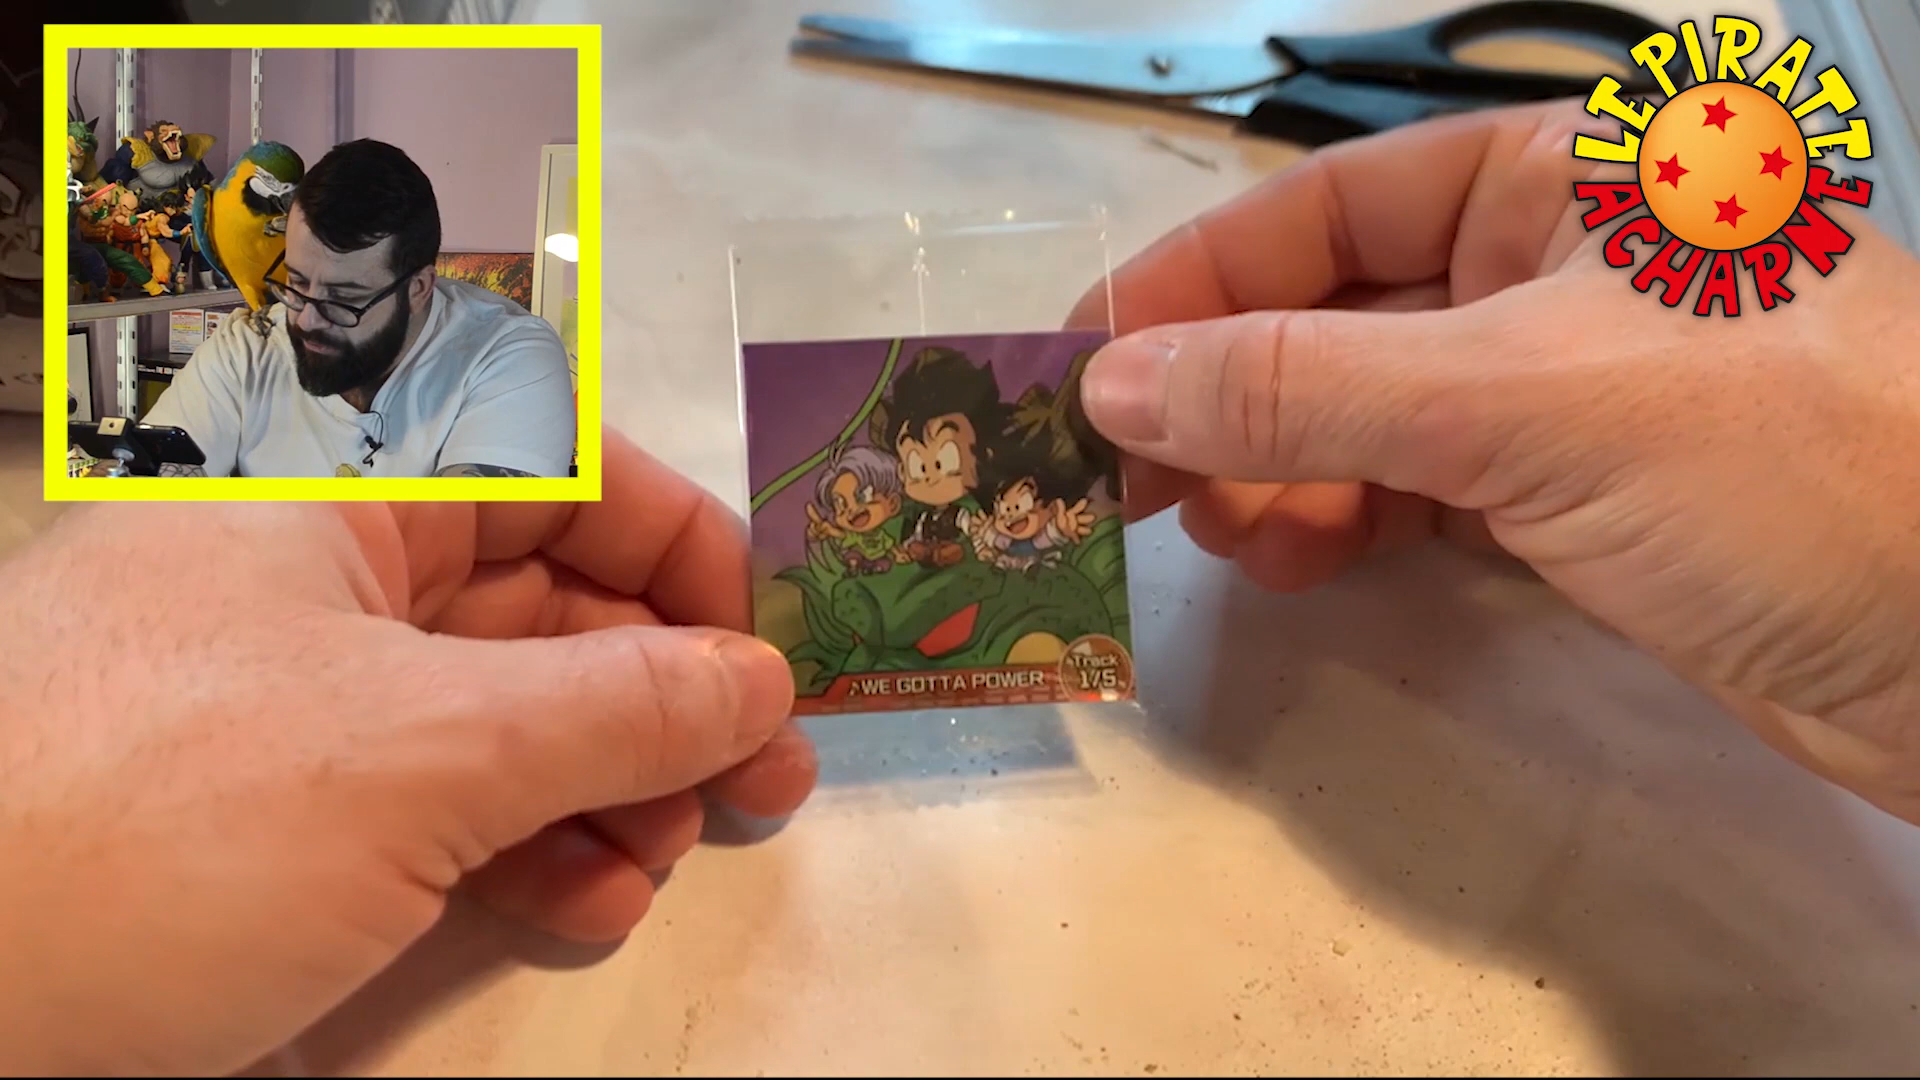 LE PIRATE
ACHARNE
♪WE GOTTA POWER
Track
1/5